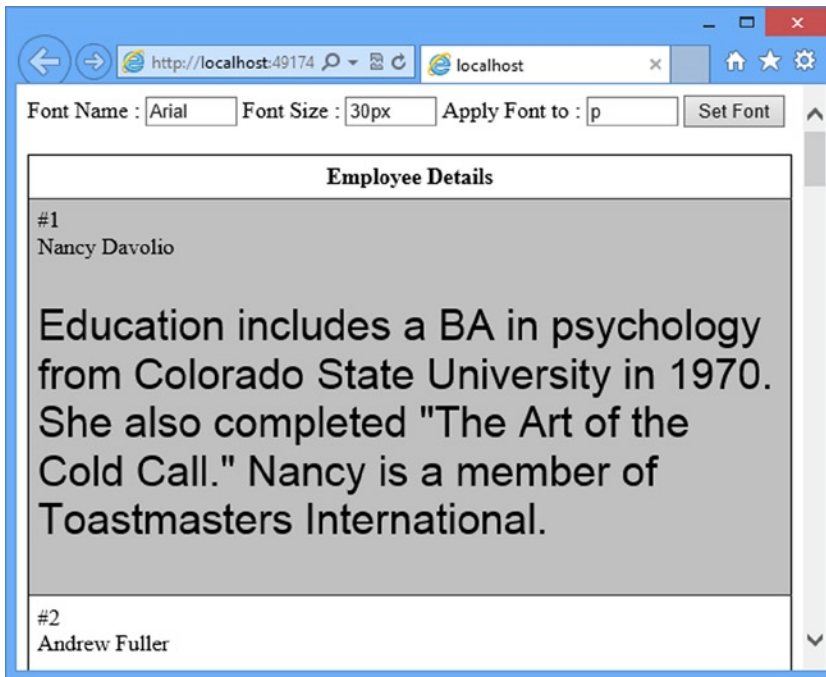 http://localhost:49174
localhost
Font Name : Arial Font Size : 30px Apply Font to : p Set Font
Employee Details
#1
Nancy Davolio
Education includes a BA in psychology
from Colorado State University in 1970.
She also completed "The Art of the
Cold Call." Nancy is a member of
Toastmasters International.
#2
Andrew Fuller